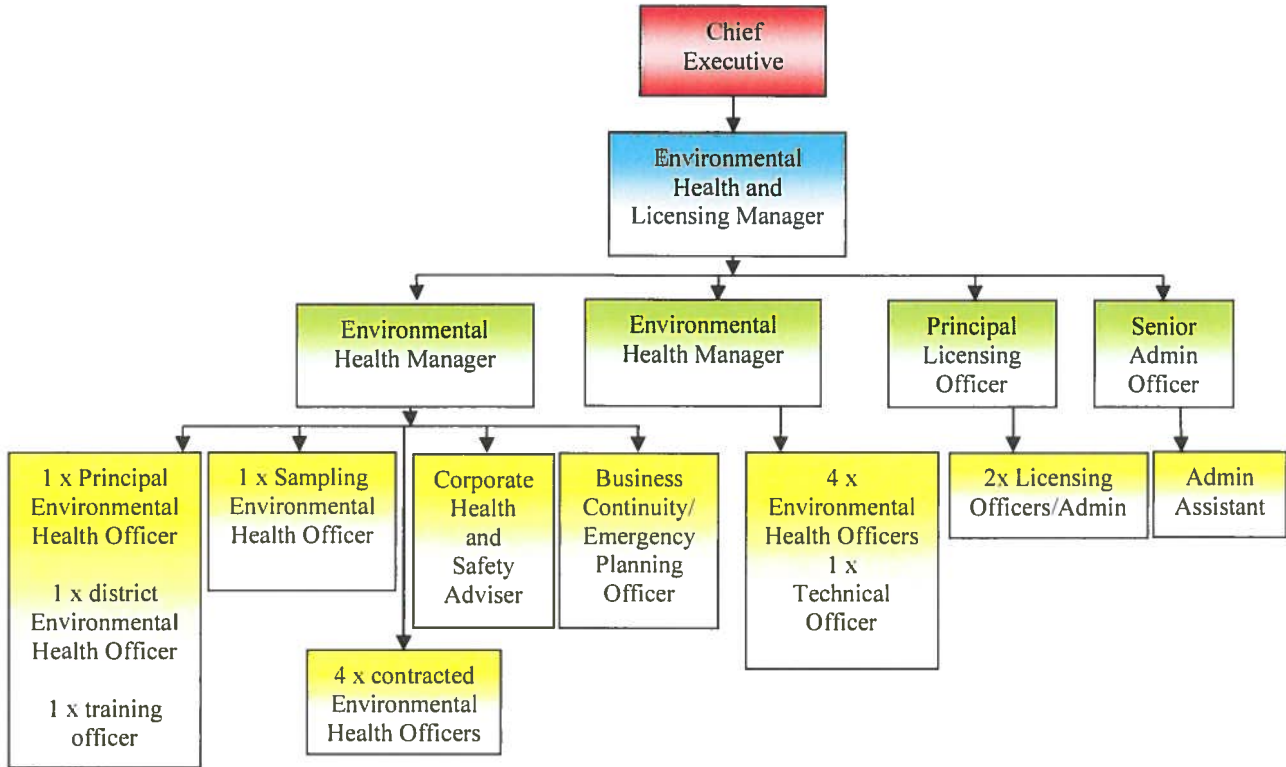 Chief
Executive
Environmental
Health and
Licensing Manager
Environmental
Health Manager
Environmental
Health Manager
Principal
Licensing
Officer
Senior
Admin
Officer
1 x Principal
Environmental
Health Officer
1 x district
Environmental
Health Officer
1 x training
officer
1 x Sampling
Environmental
Health Officer
4 x contracted
Environmental
Health Officers
Corporate
Health
and
Safety
Adviser
Business
Continuity/
Emergency
Planning
Officer
4 x
Environmental
Health Officers
1 x
Technical
Officer
2x Licensing
Officers/Admin
Admin
Assistant